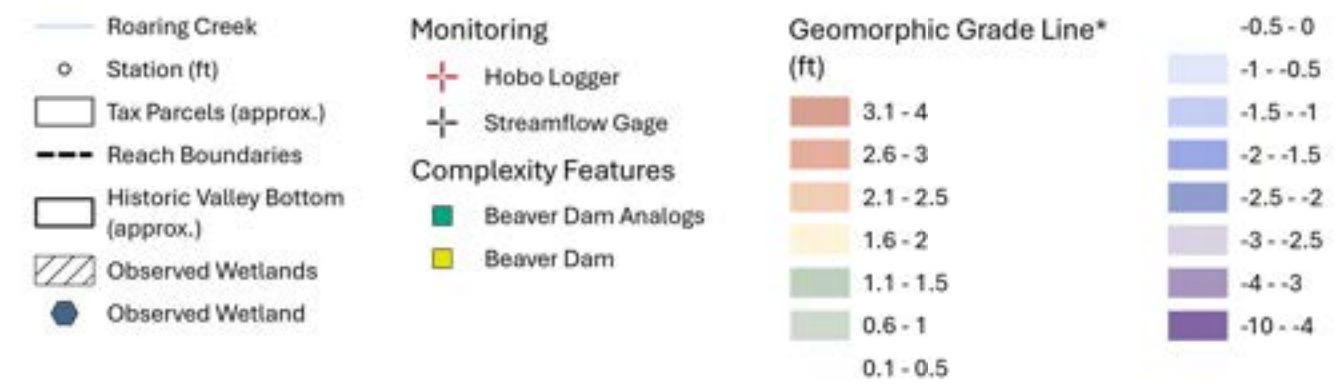 Roaring Creek
Station (ft)
Tax Parcels (approx.)
Reach Boundaries
Historic Valley Bottom
(approx.)
Observed Wetlands
Observed Wetland
Monitoring
Hobo Logger
Streamflow Gage
Complexity Features
Beaver Dam Analogs
Beaver Dam
Geomorphic Grade Line*
(ft)
3.1 - 4
2.6 - 3
2.1 - 2.5
1.6 - 2
1.1 - 1.5
0.6 - 1
0.1 - 0.5
-0.5 - 0
-1 - -0.5
-1.5 - -1
-2 - -1.5
-2.5 - -2
-3 - -2.5
-4 - -3
-10 - -4